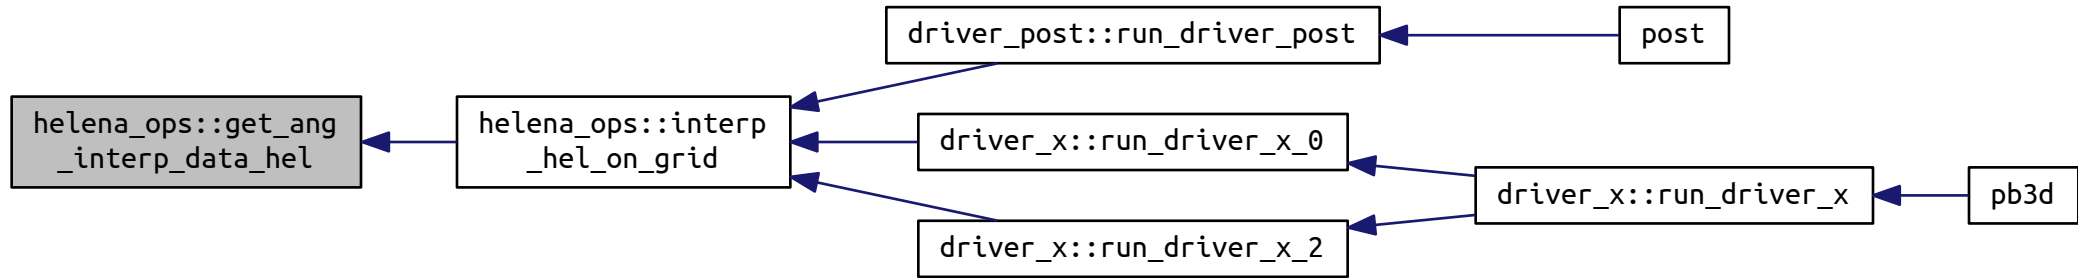 helena_ops::get_ang
_interp_data_hel
helena_ops::interp
_hel_on_grid
driver_post::run_driver_post
post
driver_x::run_driver_x_0
driver_x::run_driver_x_2
driver_x::run_driver_x
pb3d